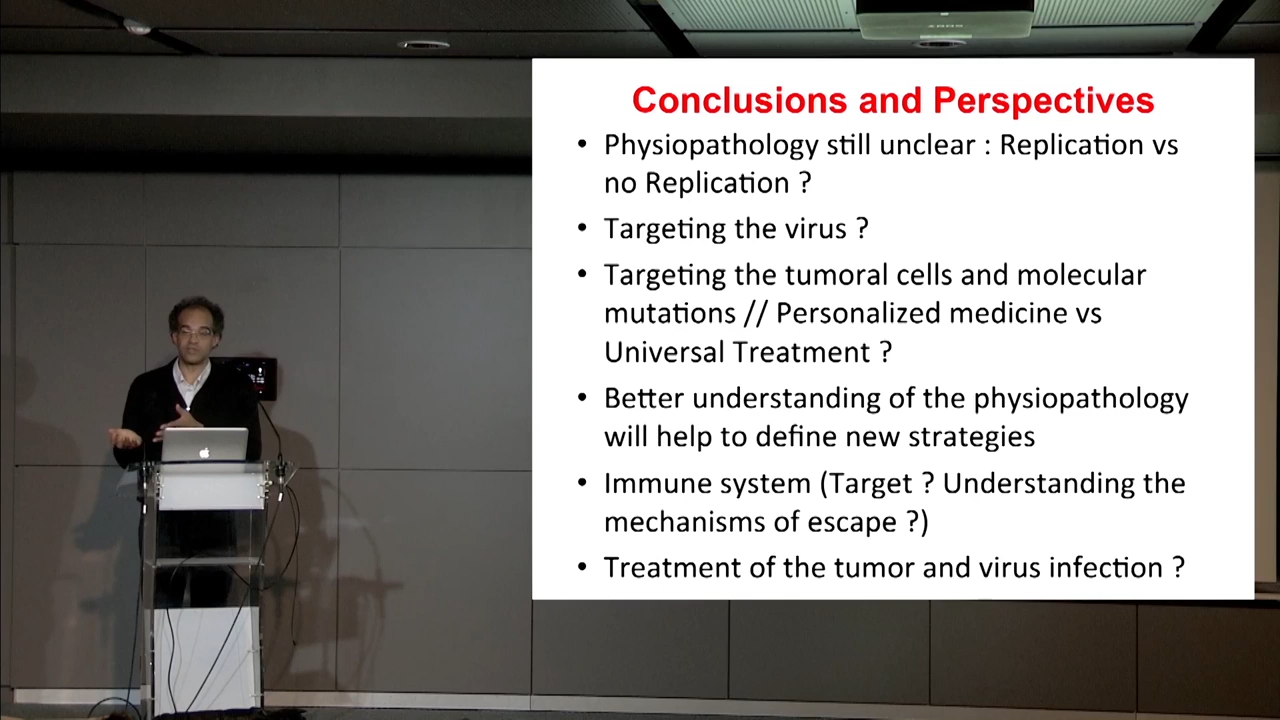 Conclusions and Perspectives
• Physiopathology still unclear : Replication vs
no Replication ?
• Targeting the virus ?
• Targeting the tumoral cells and molecular
mutations // Personalized medicine vs
Universal Treatment ?
• Better understanding of the physiopathology
will help to define new strategies
• Immune system (Target ? Understanding the
mechanisms of escape ?)
• Treatment of the tumor and virus infection ?